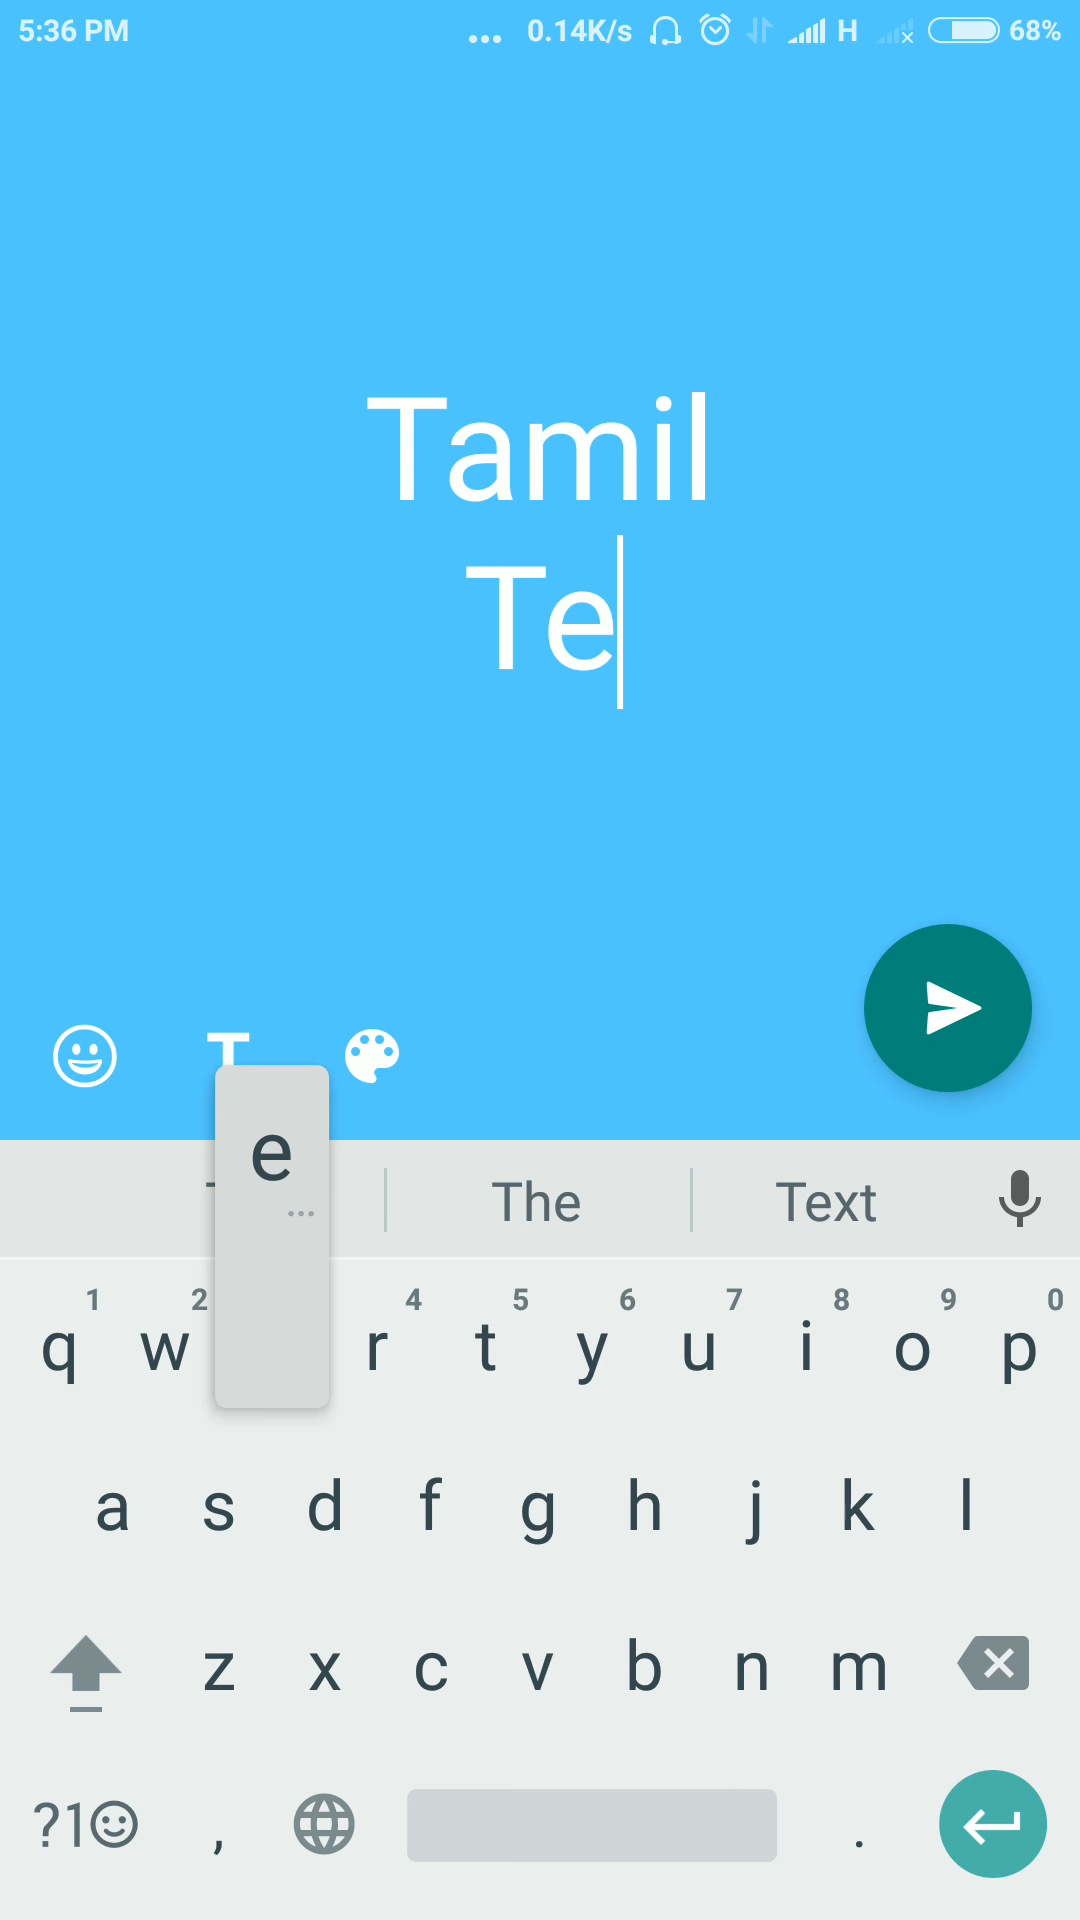 5:36 PM ... 0.14K/s H 68%
Tamil
Te
T
e
...
The Text
1 2 4 5 6 7 8 9 0
q w r t y u i o p
a s d f g h j k l
z x c v b n m
?1☺ , .